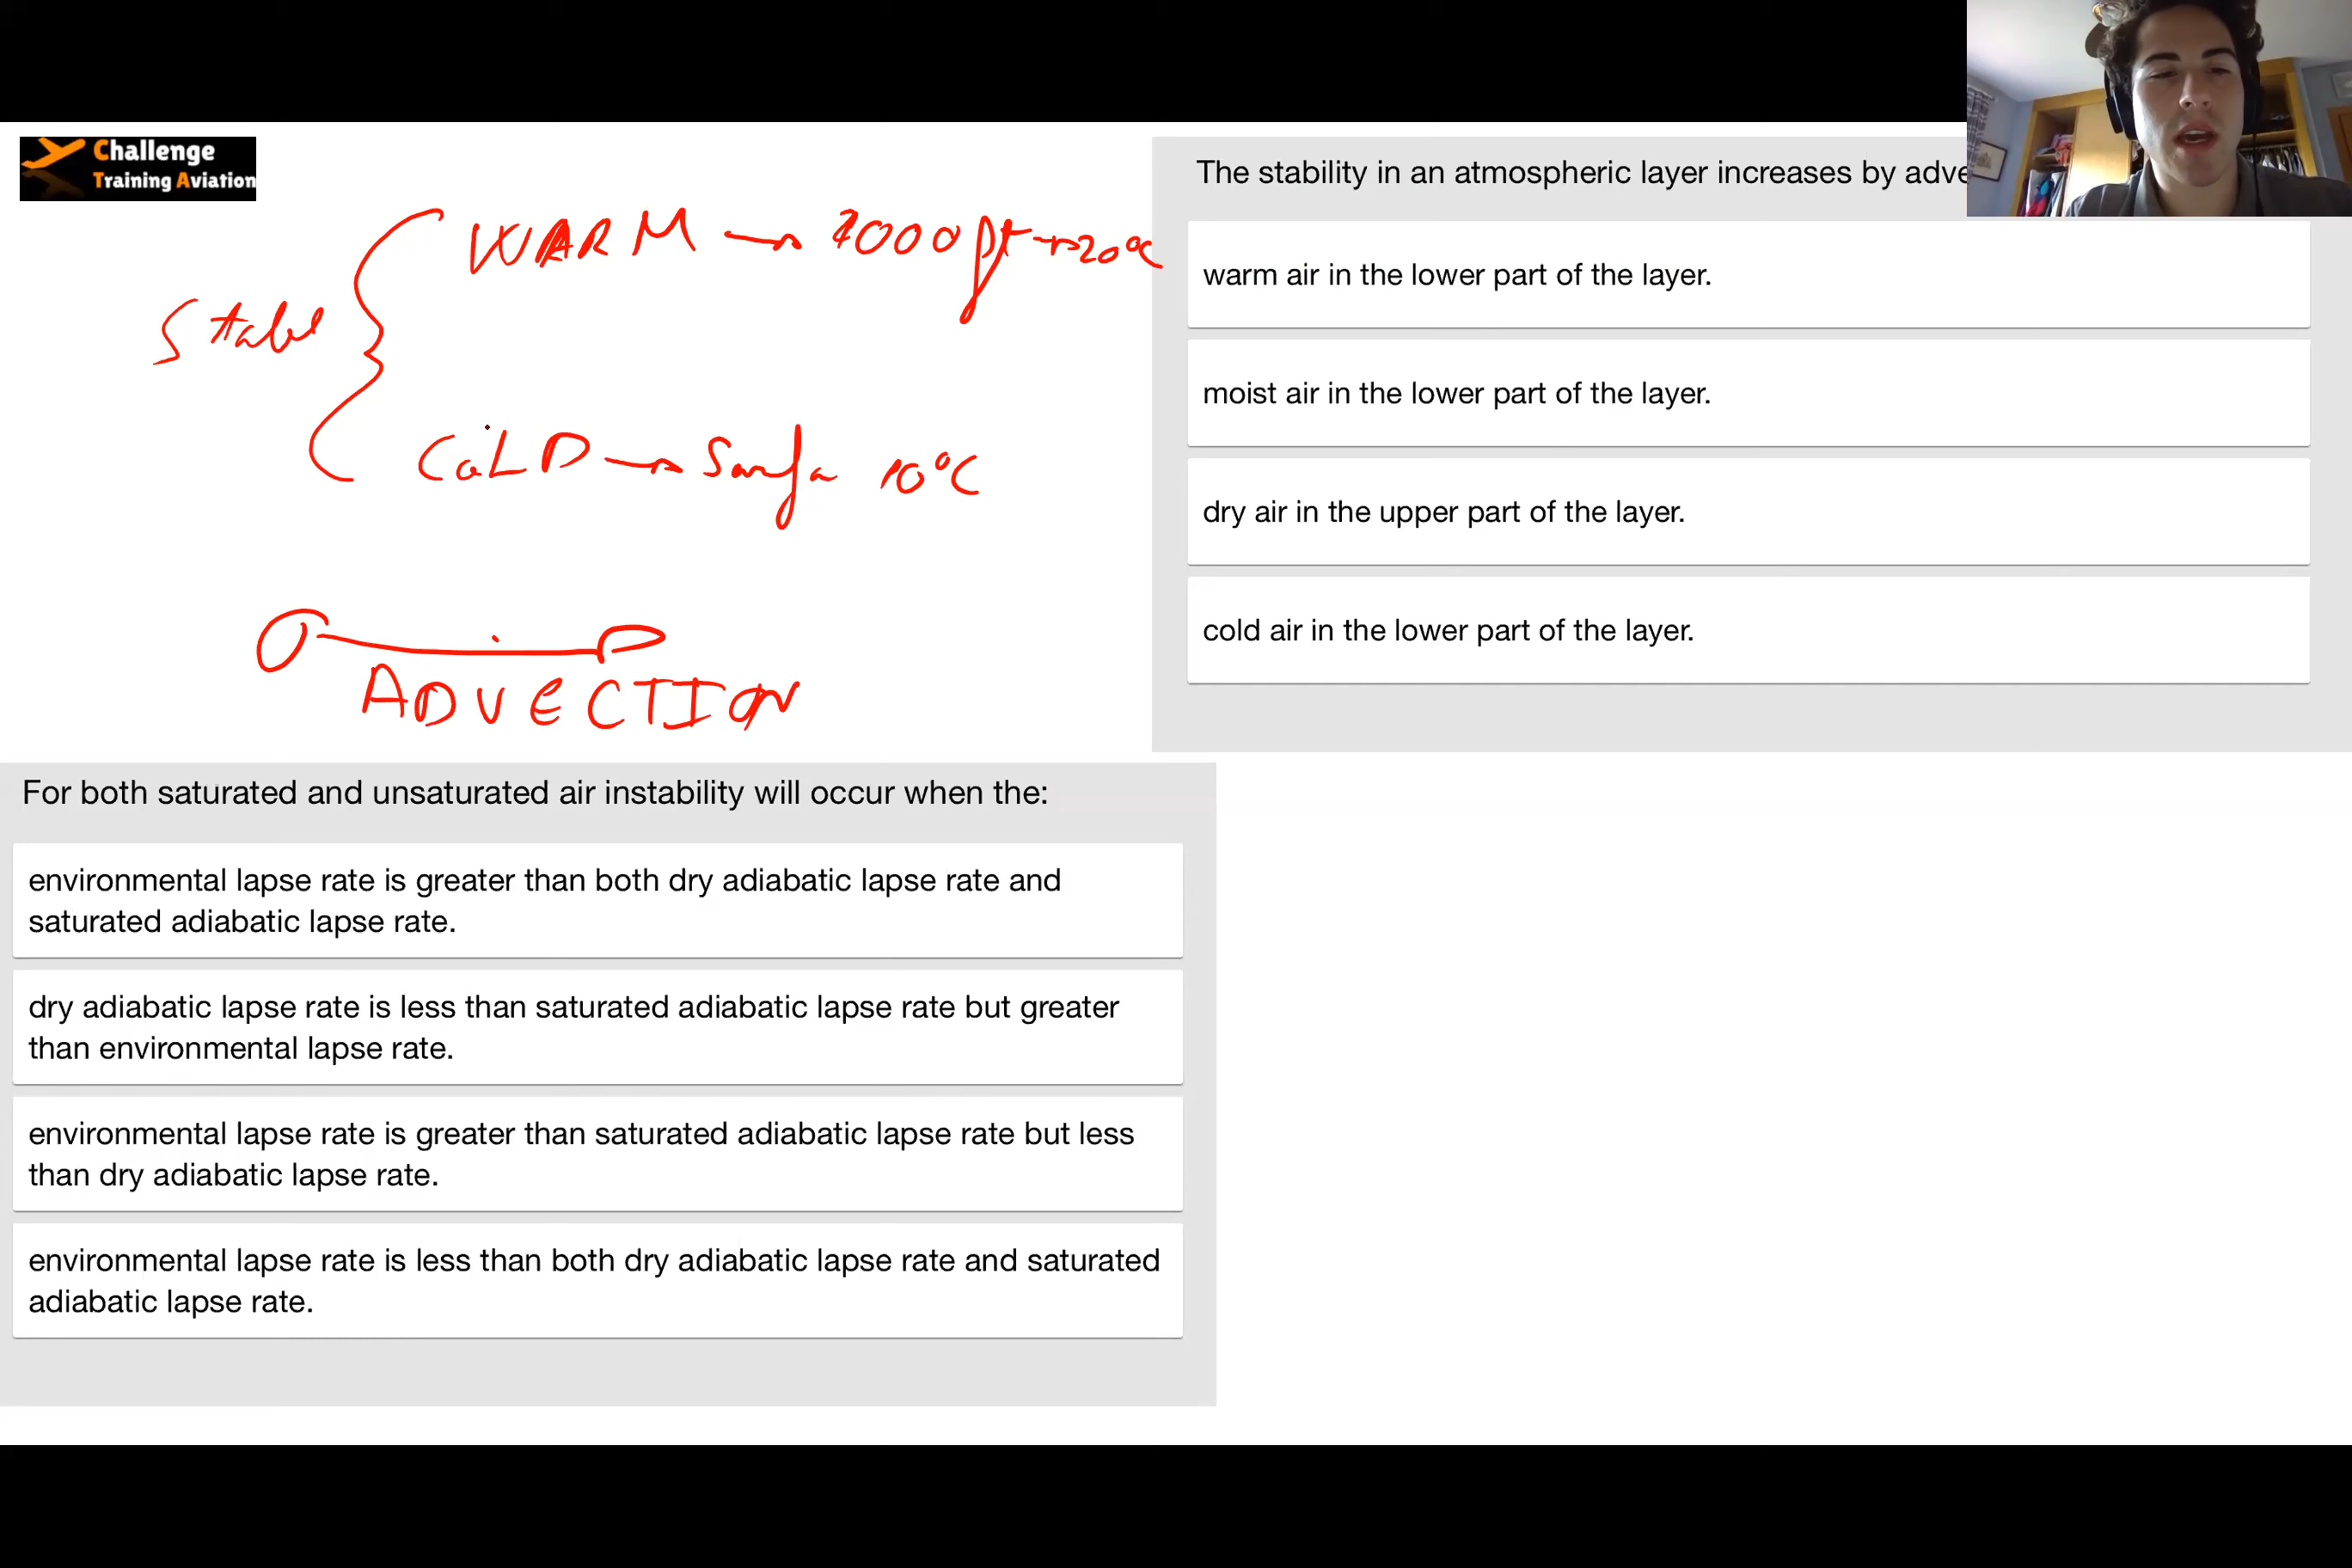 Challenge
Training Aviation
WARM → 2000 ft → 20°C
Stable
COLD → Surfa 10°C
ADVECTION
The stability in an atmospheric layer increases by adve
warm air in the lower part of the layer.
moist air in the lower part of the layer.
dry air in the upper part of the layer.
cold air in the lower part of the layer.
For both saturated and unsaturated air instability will occur when the:
environmental lapse rate is greater than both dry adiabatic lapse rate and
saturated adiabatic lapse rate.
dry adiabatic lapse rate is less than saturated adiabatic lapse rate but greater
than environmental lapse rate.
environmental lapse rate is greater than saturated adiabatic lapse rate but less
than dry adiabatic lapse rate.
environmental lapse rate is less than both dry adiabatic lapse rate and saturated
adiabatic lapse rate.